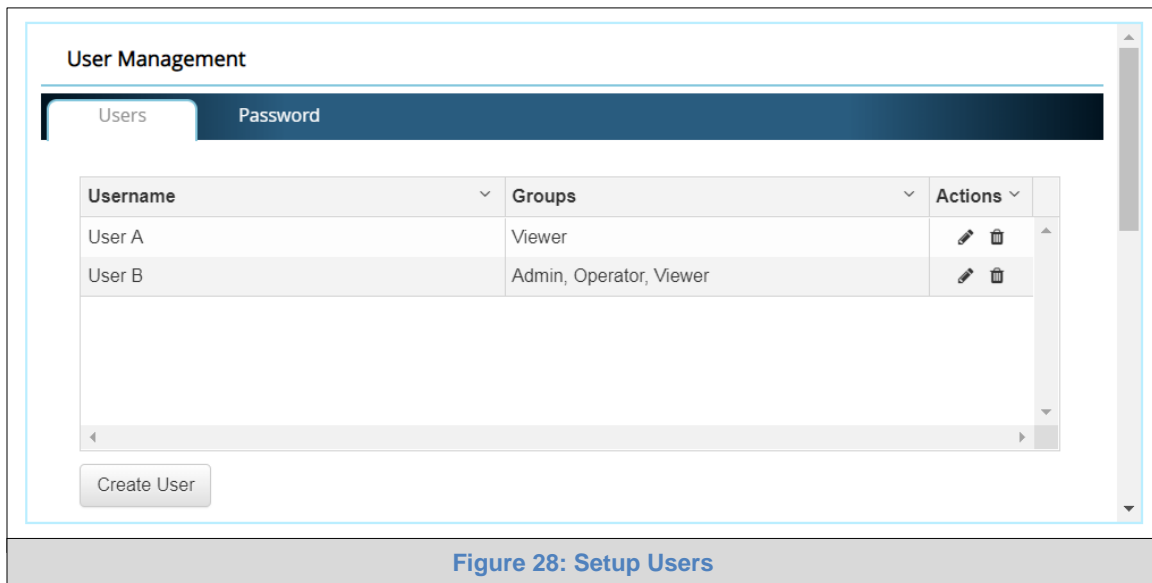 User Management
Users Password
Username Groups Actions
User A Viewer
User B Admin, Operator, Viewer
Create User
Figure 28: Setup Users